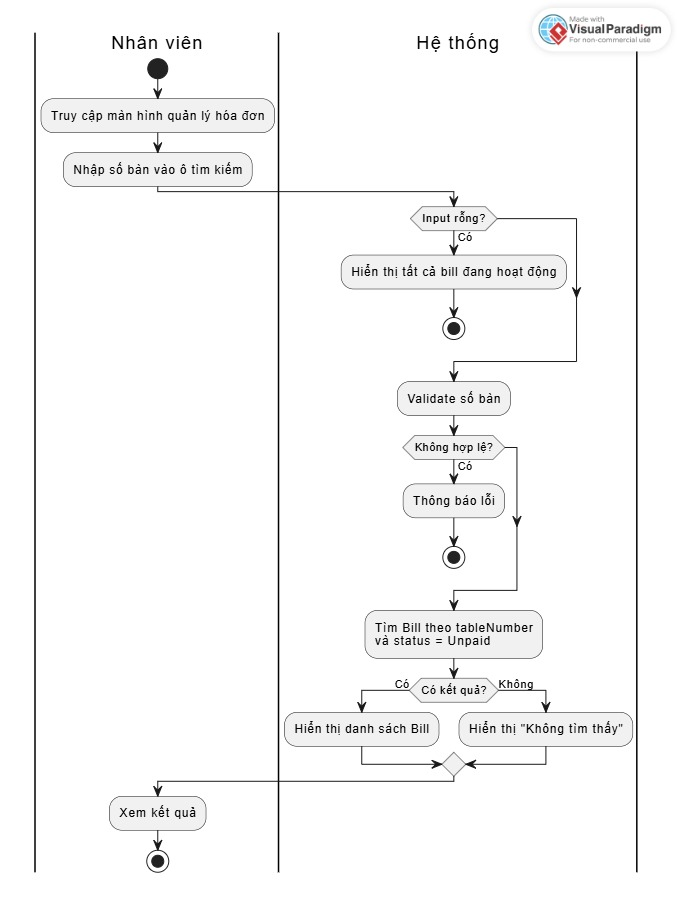 Made with
VisualParadigm
For non-commercial use
Nhân viên
Hệ thống
Truy cập màn hình quản lý hóa đơn
Nhập số bàn vào ô tìm kiếm
Input rỗng?
Có
Hiển thị tất cả bill đang hoạt động
Validate số bàn
Không hợp lệ?
Có
Thông báo lỗi
Tìm Bill theo tableNumber
và status = Unpaid
Có
Có kết quả?
Không
Hiển thị danh sách Bill
Hiển thị "Không tìm thấy"
Xem kết quả